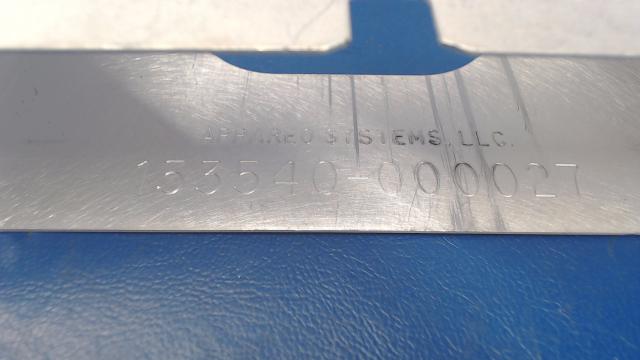 APPAREO SYSTEMS, LLC.
153540-000027